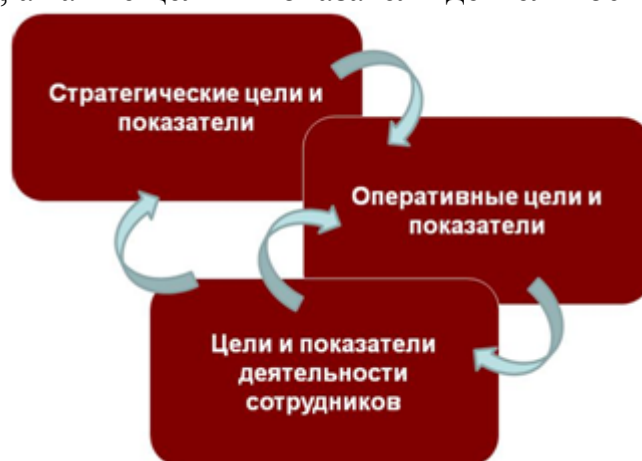 Стратегические цели и
показатели
Оперативные цели и
показатели
Цели и показатели
деятельности
сотрудников